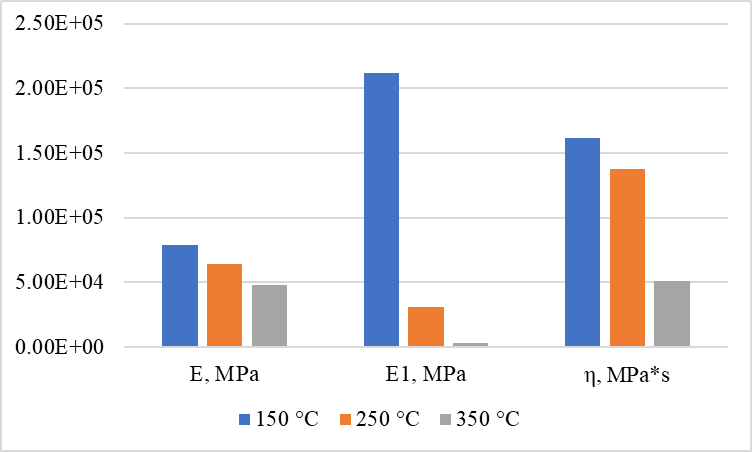 2.50E+05
2.00E+05
1.50E+05
1.00E+05
5.00E+04
0.00E+00
E, MPa E1, MPa η, MPa*s
150 °C 250 °C 350 °C